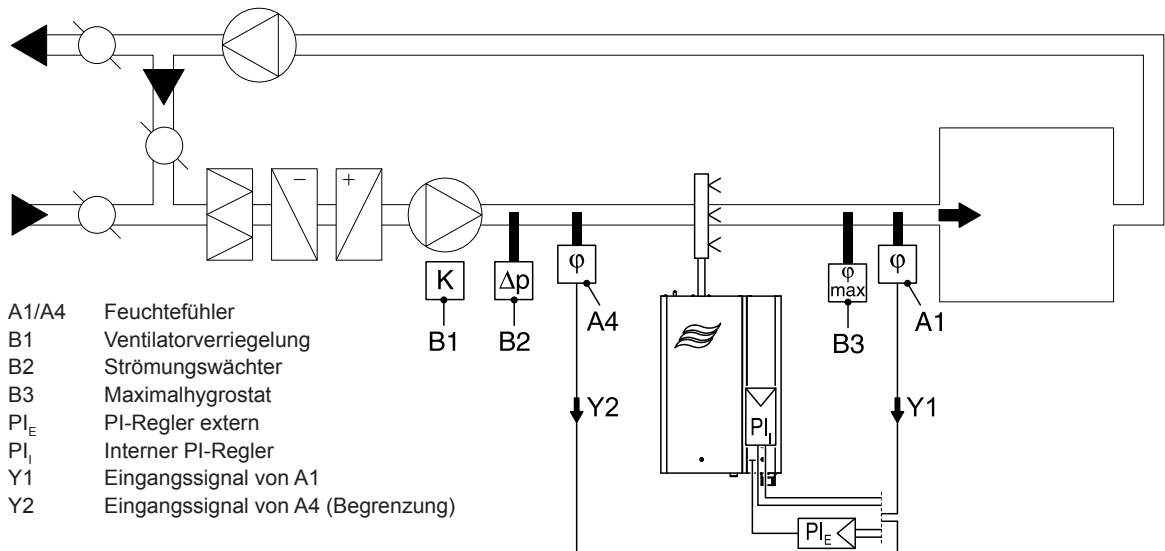 −
+
K
Δp
φ
φ
max
φ
B1
B2
A4
B3
A1
Y2
Y1
PI_I
PI_E
A1/A4 Feuchtefühler
B1 Ventilatorverriegelung
B2 Strömungswächter
B3 Maximalhygrostat
PI_E PI-Regler extern
PI_I Interner PI-Regler
Y1 Eingangssignal von A1
Y2 Eingangssignal von A4 (Begrenzung)